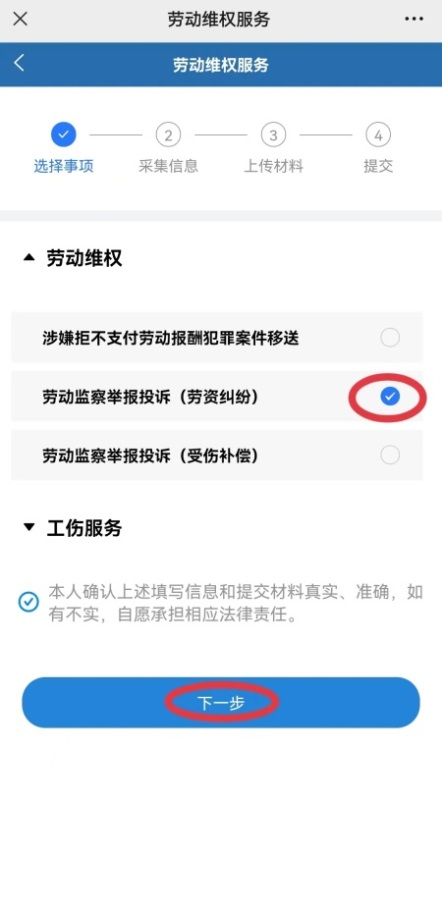 劳动维权服务
劳动维权服务
2
3
4
选择事项
采集信息
上传材料
提交
劳动维权
涉嫌拒不支付劳动报酬犯罪案件移送
劳动监察举报投诉（劳资纠纷）
劳动监察举报投诉（受伤补偿）
工伤服务
本人确认上述填写信息和提交材料真实、准确，如
有不实，自愿承担相应法律责任。
下一步